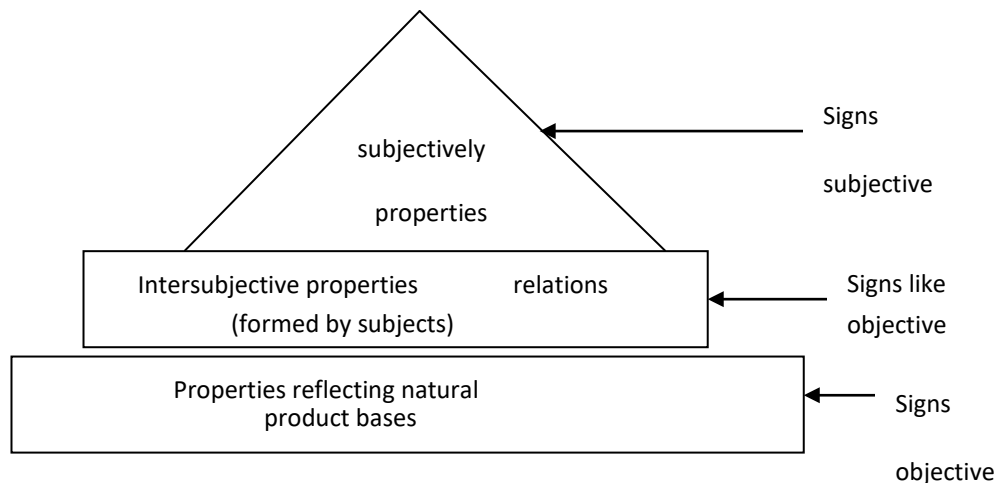 Signs
subjectively
subjective
properties
Intersubjective properties relations
Signs like
(formed by subjects)
objective
Properties reflecting natural
product bases
Signs
objective